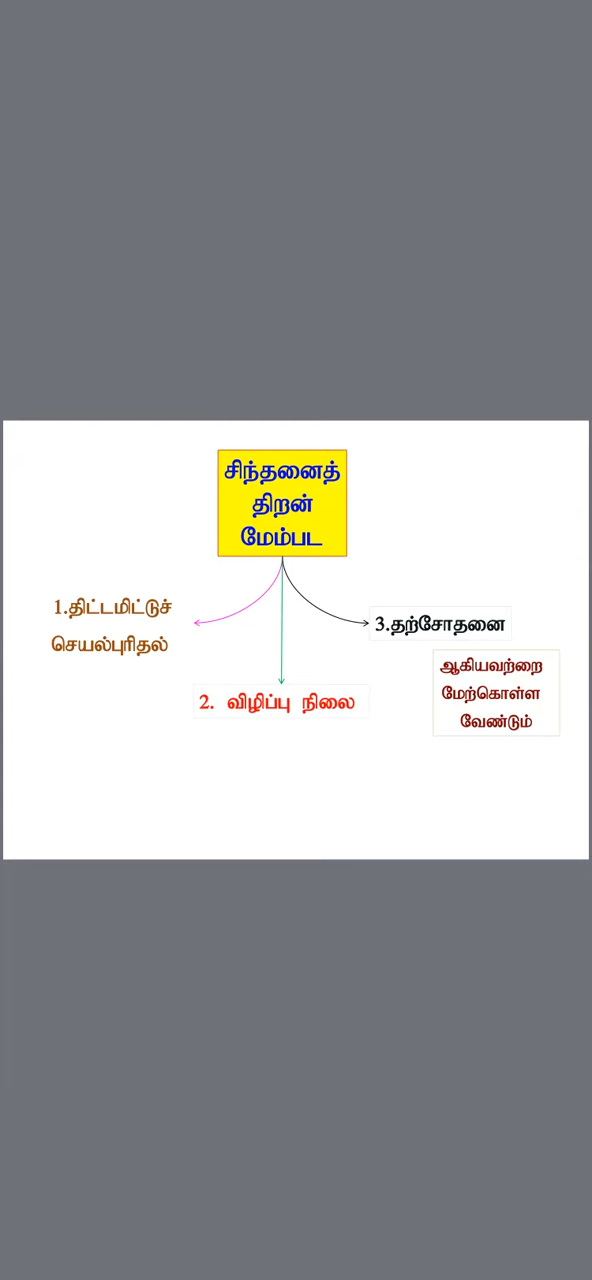 சிந்தனைத்
திறன்
மேம்பட
1.திட்டமிட்டுச்
செயல்புரிதல்
2. விழிப்பு நிலை
3.தற்சோதனை
ஆகியவற்றை
மேற்கொள்ள
வேண்டும்